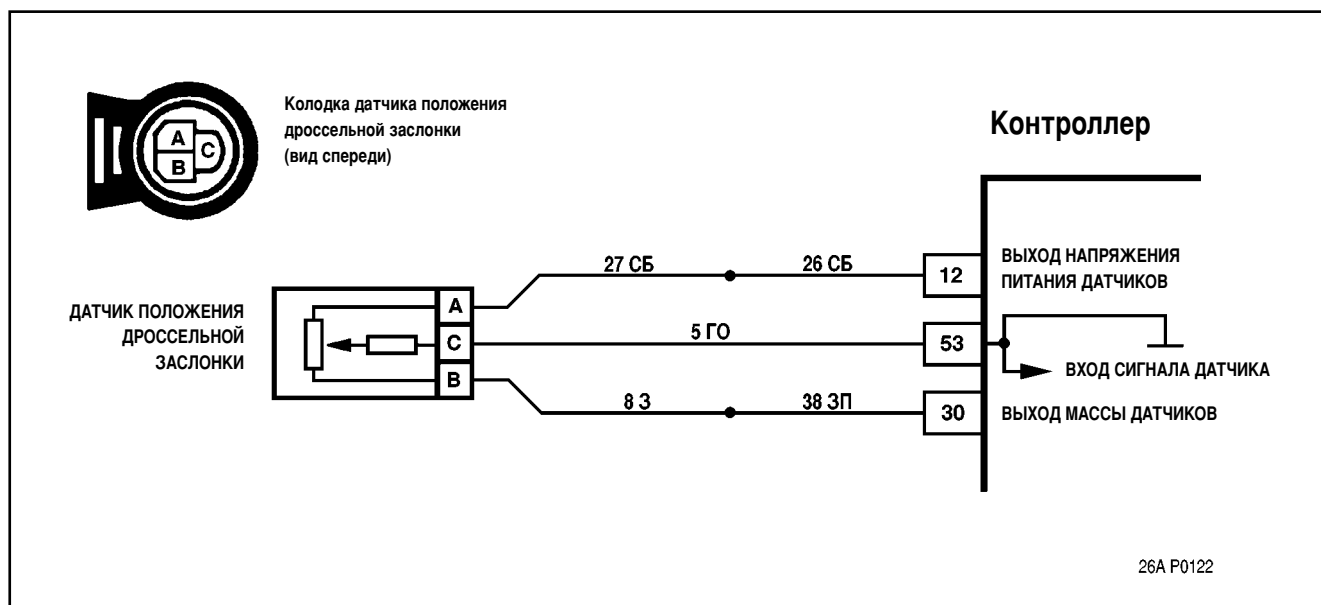 A
B
C
Колодка датчика положения
дроссельной заслонки
(вид спереди)
Контроллер
27 СБ
26 СБ
12
ВЫХОД НАПРЯЖЕНИЯ
ПИТАНИЯ ДАТЧИКОВ
ДАТЧИК ПОЛОЖЕНИЯ
ДРОССЕЛЬНОЙ
ЗАСЛОНКИ
A
C
B
5 ГО
53
ВХОД СИГНАЛА ДАТЧИКА
8 З
38 ЗП
30
ВЫХОД МАССЫ ДАТЧИКОВ
26A P0122